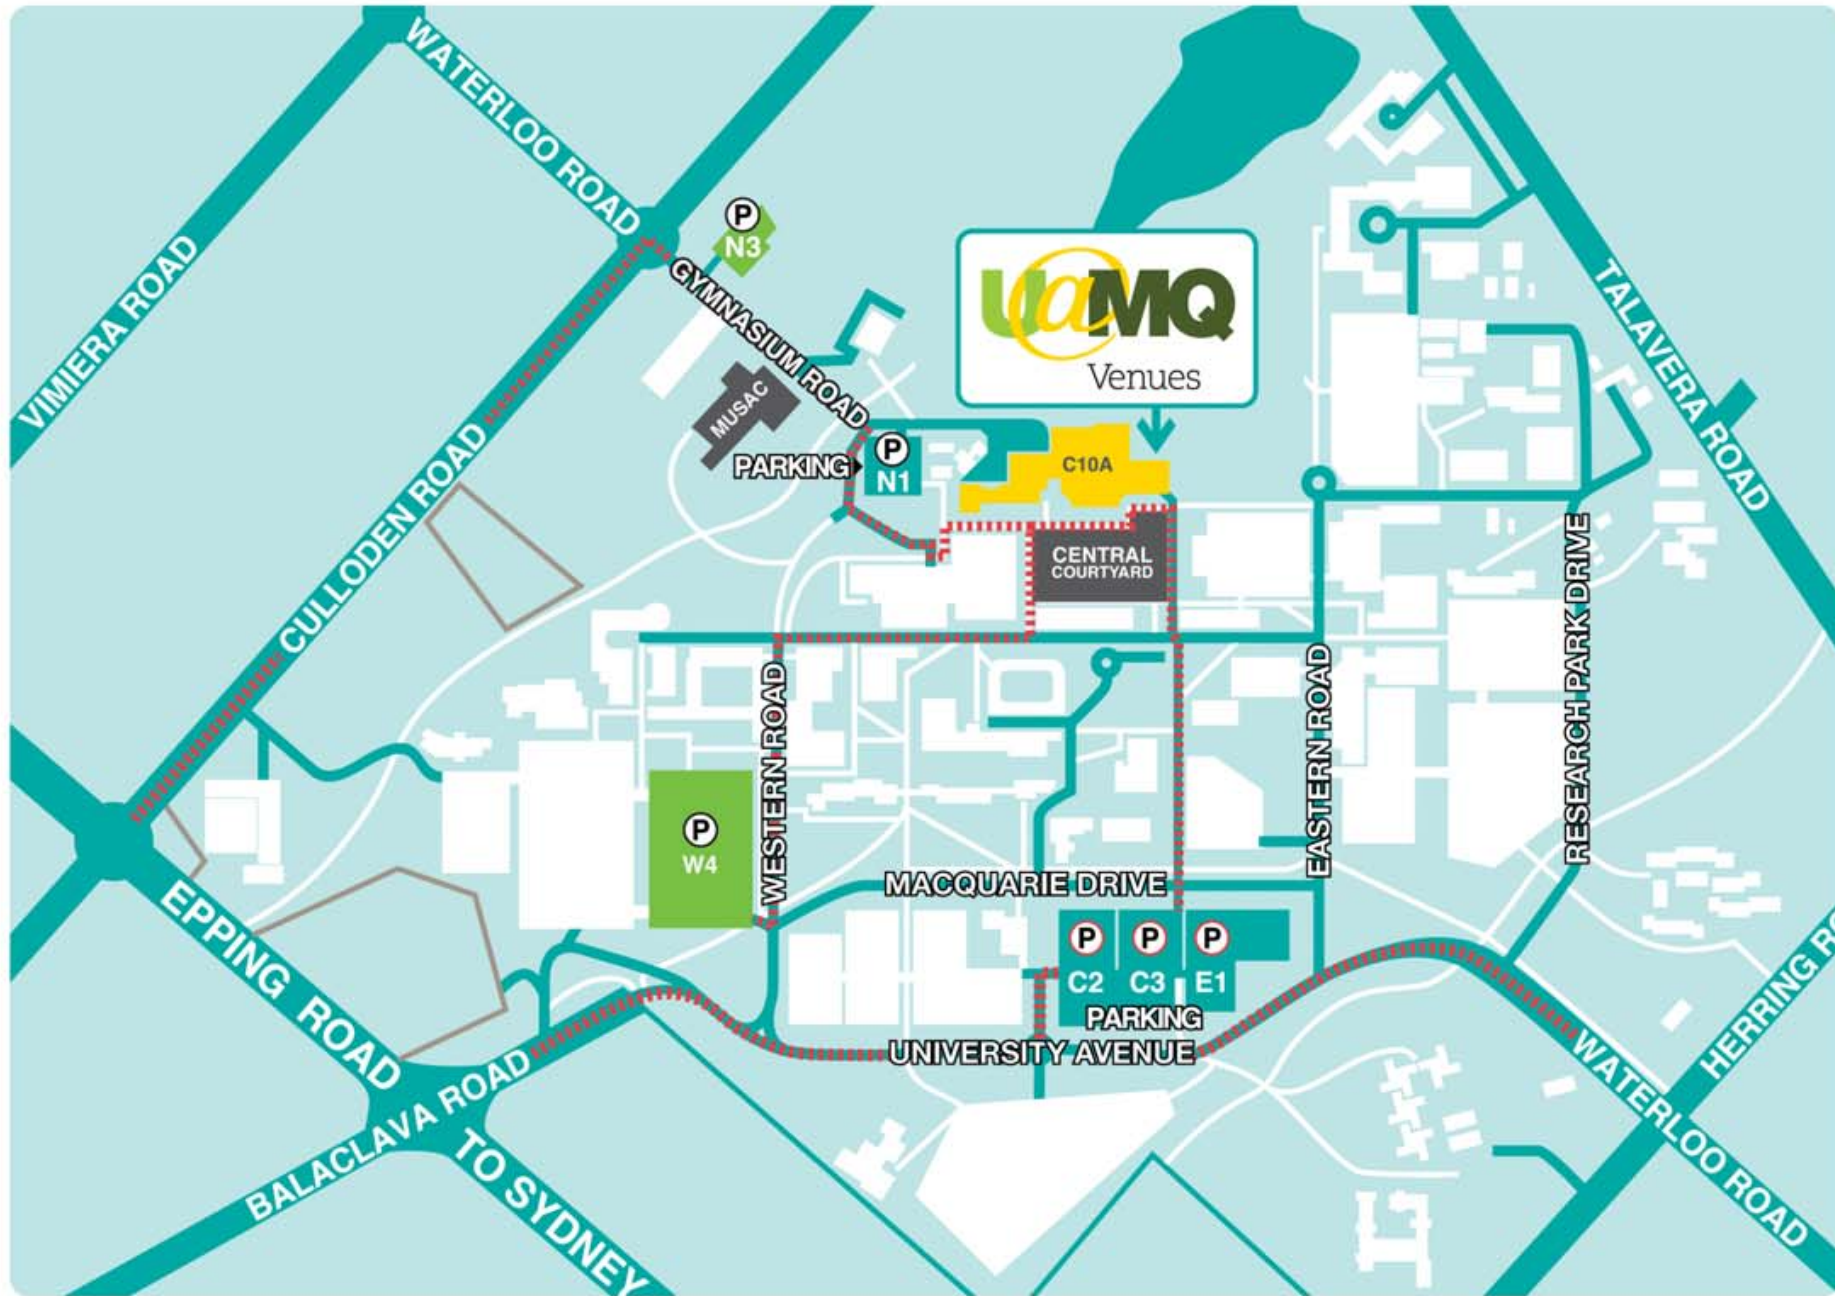 WATERLOO ROAD
VIMIERA ROAD
P
N3
GYMNASIUM ROAD
U@MQ
Venues
TALAVERA ROAD
MUSAC
PARKING
P
N1
C10A
CULLODEN ROAD
CENTRAL
COURTYARD
RESEARCH PARK DRIVE
WESTERN ROAD
EASTERN ROAD
P
W4
MACQUARIE DRIVE
EPPING ROAD
P P P
C2 C3 E1
PARKING
UNIVERSITY AVENUE
HERRING RO
WATERLOO ROAD
BALACLAVA ROAD
TO SYDNEY